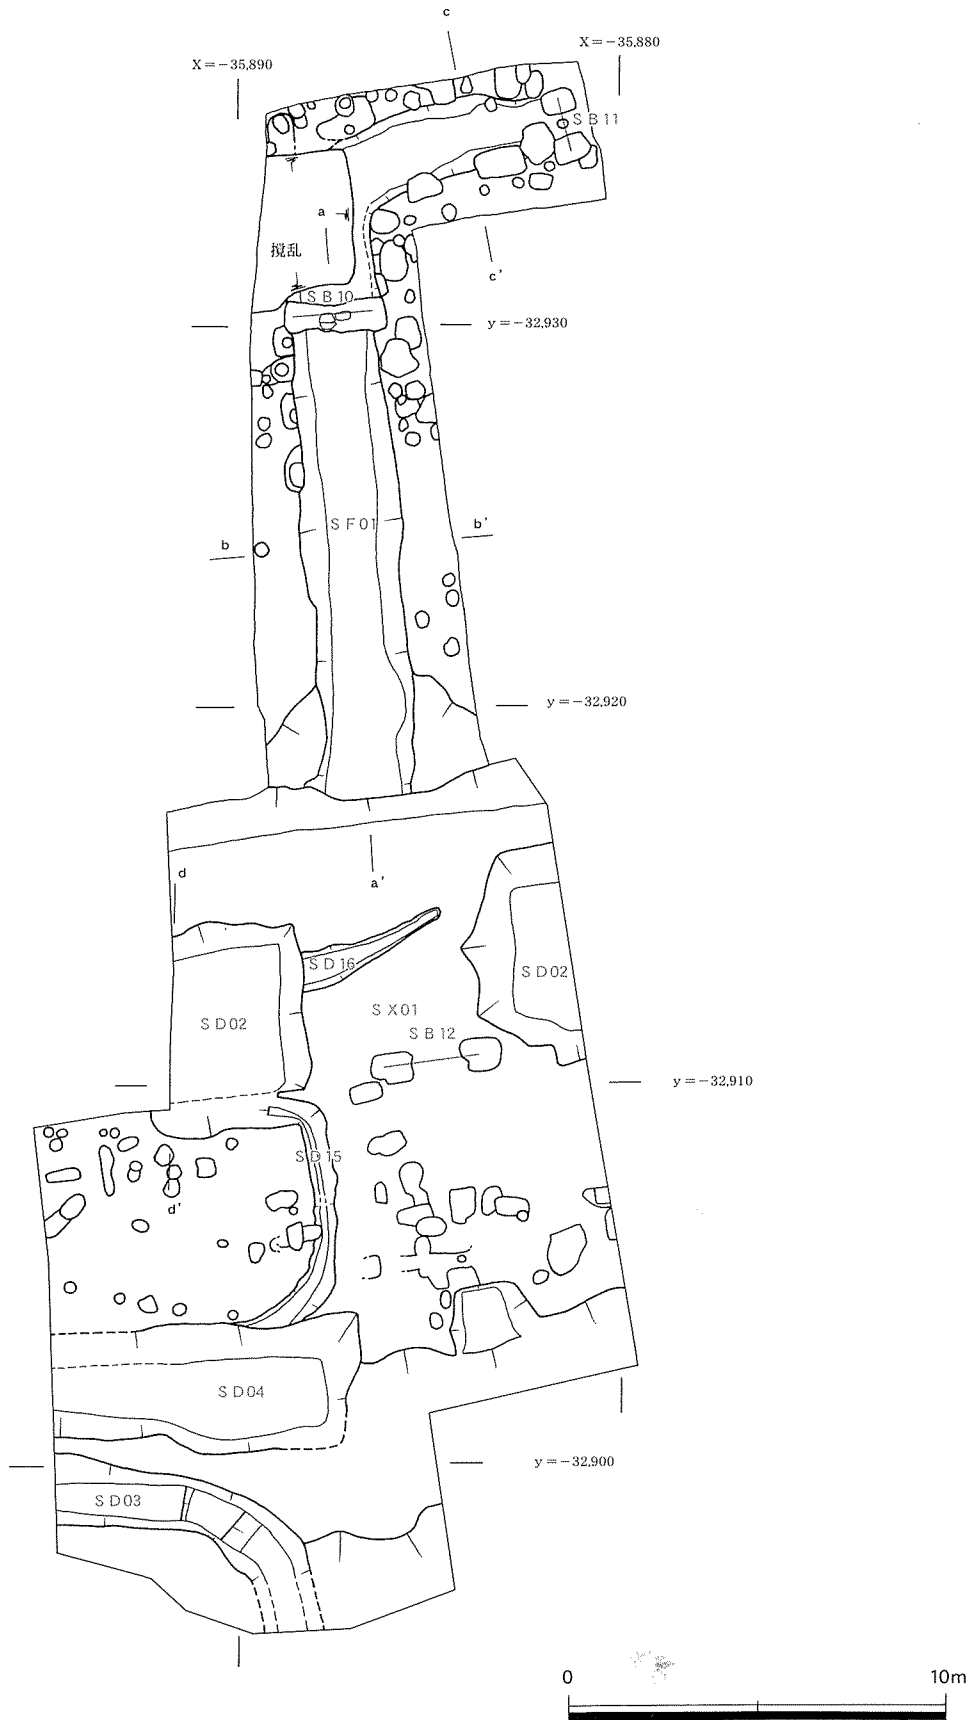 c
X=-35,880
X=-35,890
SB11
a
撹乱
c'
SB10
y=-32,930
SF01
b'
b
y=-32,920
d
a'
SD16
SD02
SX01
SD02
SB12
y=-32,910
SD15
d'
SD04
y=-32,900
SD03
0 10m